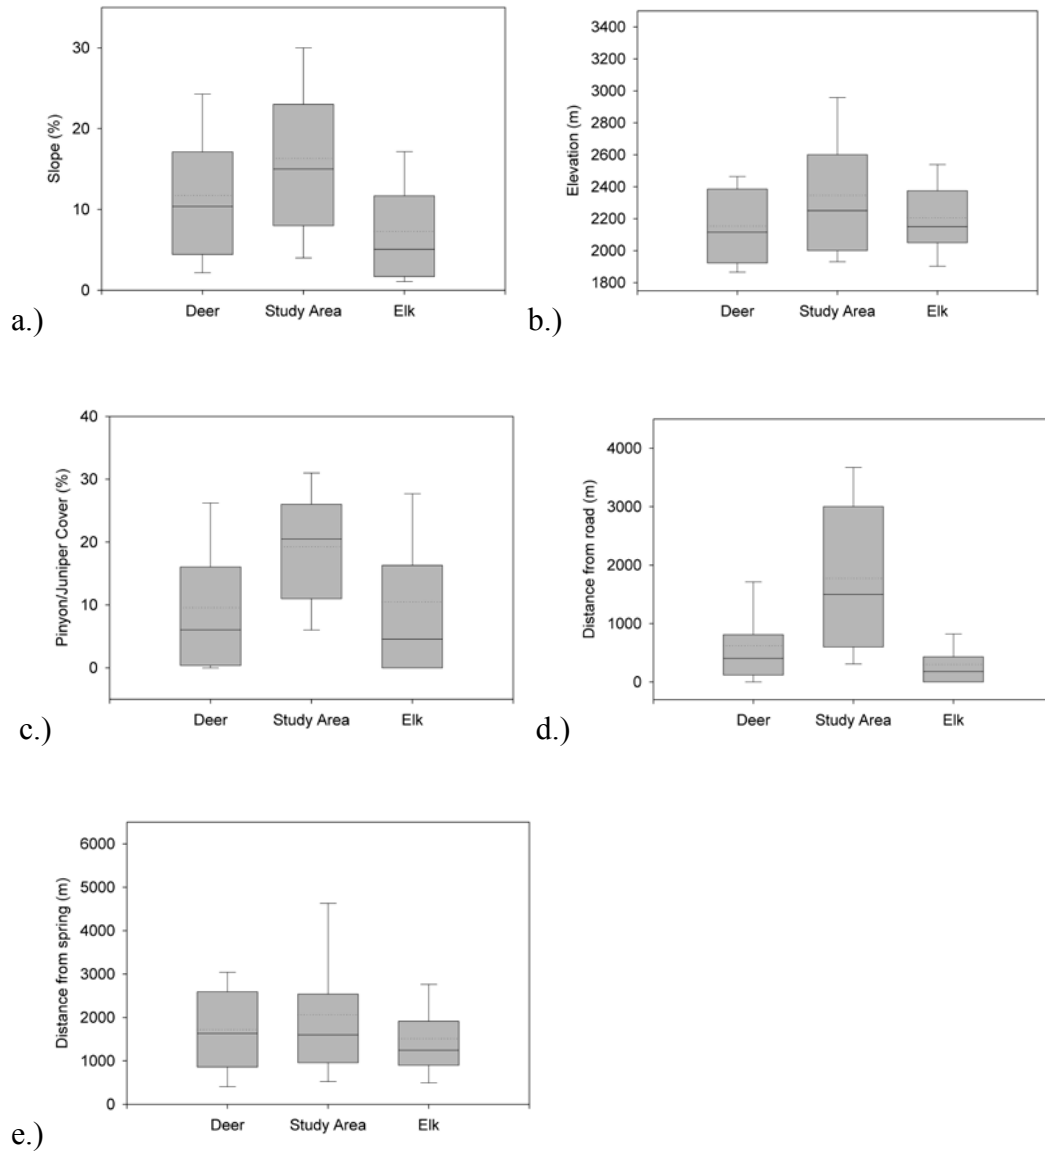 Slope (%)
30
20
10
0
Deer Study Area Elk
a.)
Elevation (m)
3400
3200
3000
2800
2600
2400
2200
2000
1800
Deer Study Area Elk
b.)
Pinyon/Juniper Cover (%)
40
30
20
10
0
Deer Study Area Elk
c.)
Distance from road (m)
4000
3000
2000
1000
0
Deer Study Area Elk
d.)
Distance from spring (m)
6000
5000
4000
3000
2000
1000
0
Deer Study Area Elk
e.)